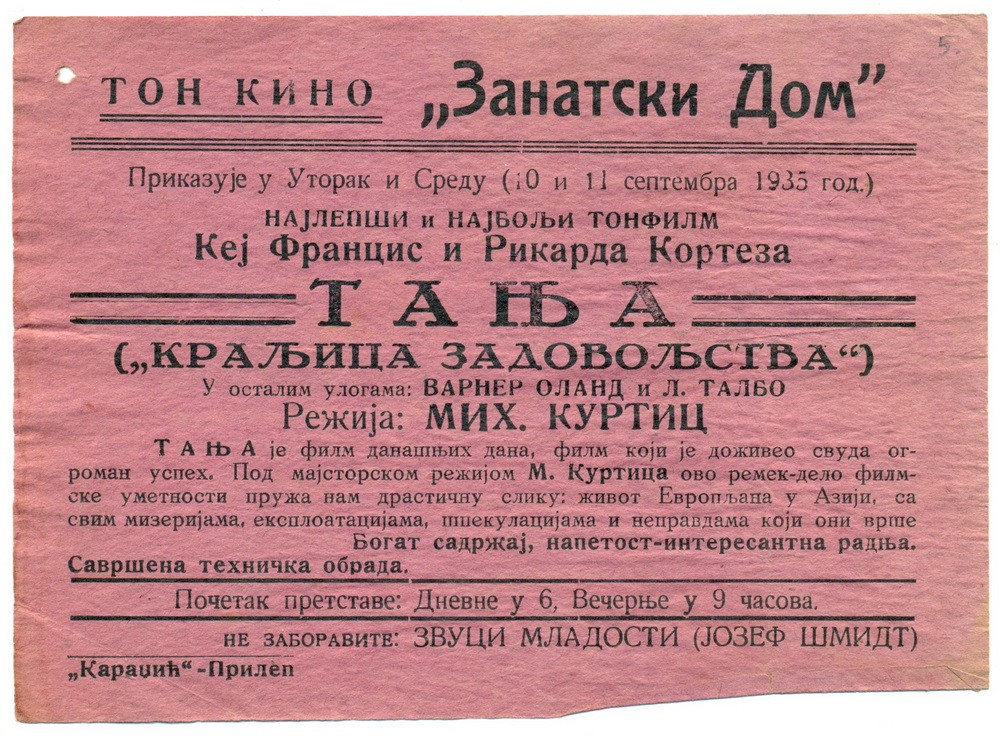 5.
ТОН КИНО „Занатски Дом”
Приказује у Уторак и Среду (10 и 11 септембра 1935 год.)
НАЈЛЕПШИ и НАЈБОЉИ ТОНФИЛМ
Кеј Францис и Рикарда Кортеза
ТАЊА
(„КРАЉИЦА ЗАДОВОЉСТВА“)
У осталим улогама: ВАРНЕР ОЛАНД и Л. ТАЛБО
Режија: МИХ. КУРТИЦ
ТАЊА је филм данашњих дана, филм који је доживео свуда ог-
роман успех. Под мајсторском режијом М. Куртица ово ремек-дело филм-
ске уметности пружа нам драстичну слику: живот Европљана у Азији, са
свим мизеријама, експлоатацијама, шпекулацијама и неправдама који они врше
Богат садржај, напетост-интересантна радња.
Савршена техничка обрада.
Почетак претставе: Дневне у 6, Вечерње у 9 часова.
НЕ ЗАБОРАВИТЕ: ЗВУЦИ МЛАДОСТИ (ЈОЗЕФ ШМИДТ)
„Караџић“-Прилеп